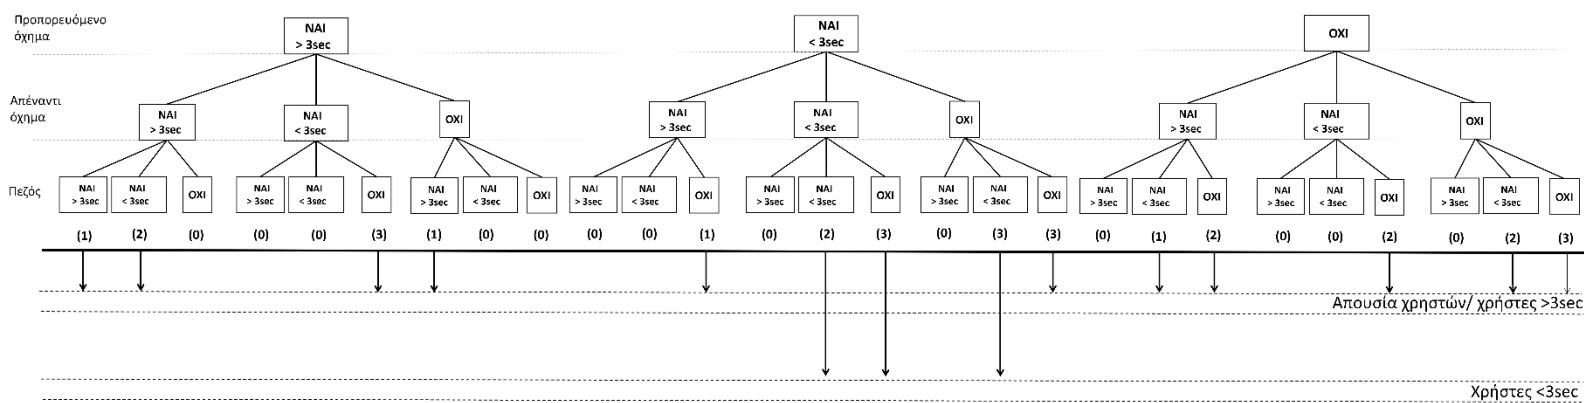 Προπορευόμενο
όχημα
ΝΑΙ
> 3sec
ΝΑΙ
< 3sec
ΟΧΙ
Απέναντι
όχημα
ΝΑΙ
> 3sec
ΝΑΙ
< 3sec
ΟΧΙ
ΝΑΙ
> 3sec
ΝΑΙ
< 3sec
ΟΧΙ
ΝΑΙ
> 3sec
ΝΑΙ
< 3sec
ΟΧΙ
Πεζός
ΝΑΙ
> 3sec
ΝΑΙ
< 3sec
ΟΧΙ
ΝΑΙ
> 3sec
ΝΑΙ
< 3sec
ΟΧΙ
ΝΑΙ
> 3sec
ΝΑΙ
< 3sec
ΟΧΙ
ΝΑΙ
> 3sec
ΝΑΙ
< 3sec
ΟΧΙ
ΝΑΙ
> 3sec
ΝΑΙ
< 3sec
ΟΧΙ
ΝΑΙ
> 3sec
ΝΑΙ
< 3sec
ΟΧΙ
ΝΑΙ
> 3sec
ΝΑΙ
< 3sec
ΟΧΙ
ΝΑΙ
> 3sec
ΝΑΙ
< 3sec
ΟΧΙ
ΝΑΙ
> 3sec
ΝΑΙ
< 3sec
ΟΧΙ
(1) (2) (0) (0) (0) (3) (1) (0) (0) (0) (0) (1) (0) (2) (3) (0) (3) (3) (0) (1) (2) (0) (0) (2) (0) (2) (3)
Απουσία χρηστών/ χρήστες >3sec
Χρήστες <3sec